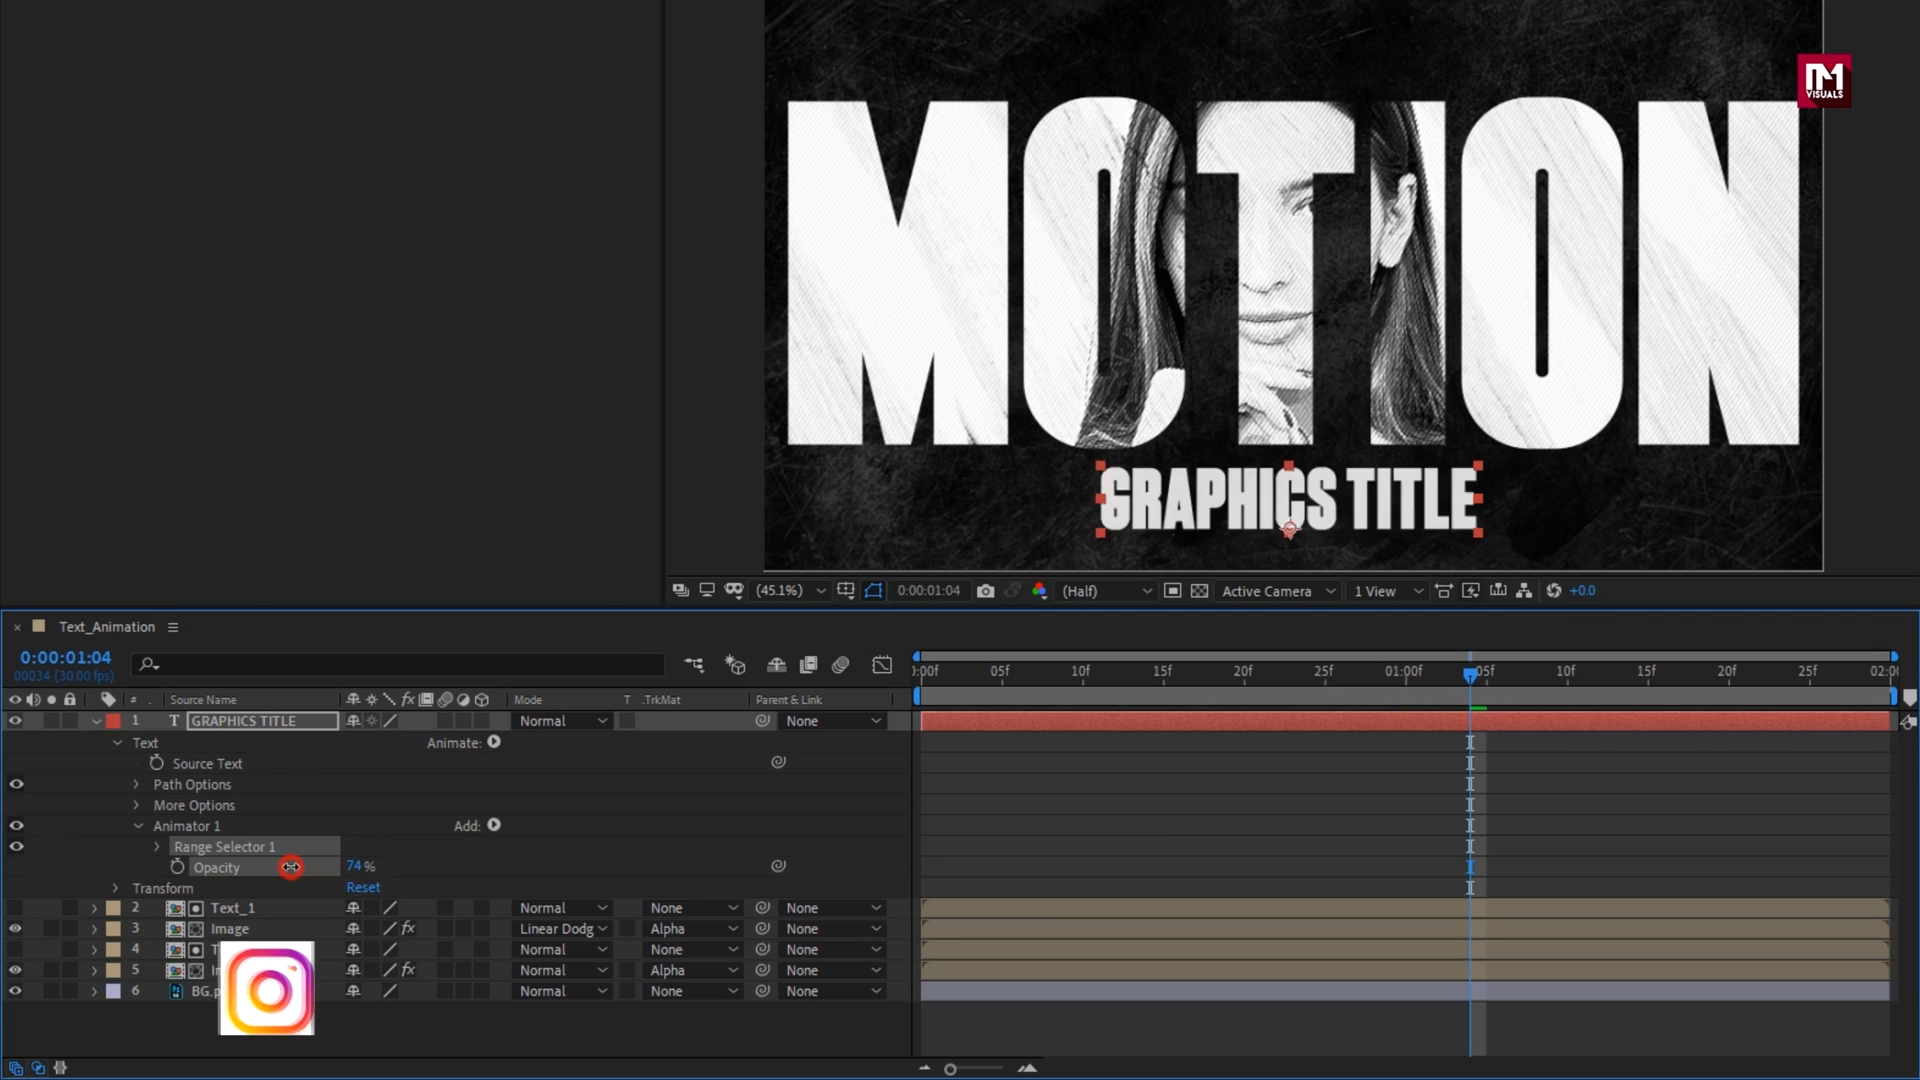 MOTION
M VISUALS
GRAPHICS TITLE
(45.1%) 0:00:01:04 (Half) Active Camera 1 View +0.0
× Text_Animation
0:00:01:04
00034 (30.00 fps)
:00f 05f 10f 15f 20f 25f 01:00f 05f 10f 15f 20f 25f 02:0
# Source Name fx Mode T .TrkMat Parent & Link
1 T GRAPHICS TITLE Normal None
Text Animate:
Source Text
Path Options
More Options
Animator 1 Add:
Range Selector 1
Opacity 74 %
Transform Reset
2 Text_1 Normal None None
3 Image fx Linear Dodg Alpha None
4 Normal None None
5 fx Normal Alpha None
6 BG.p Normal None None